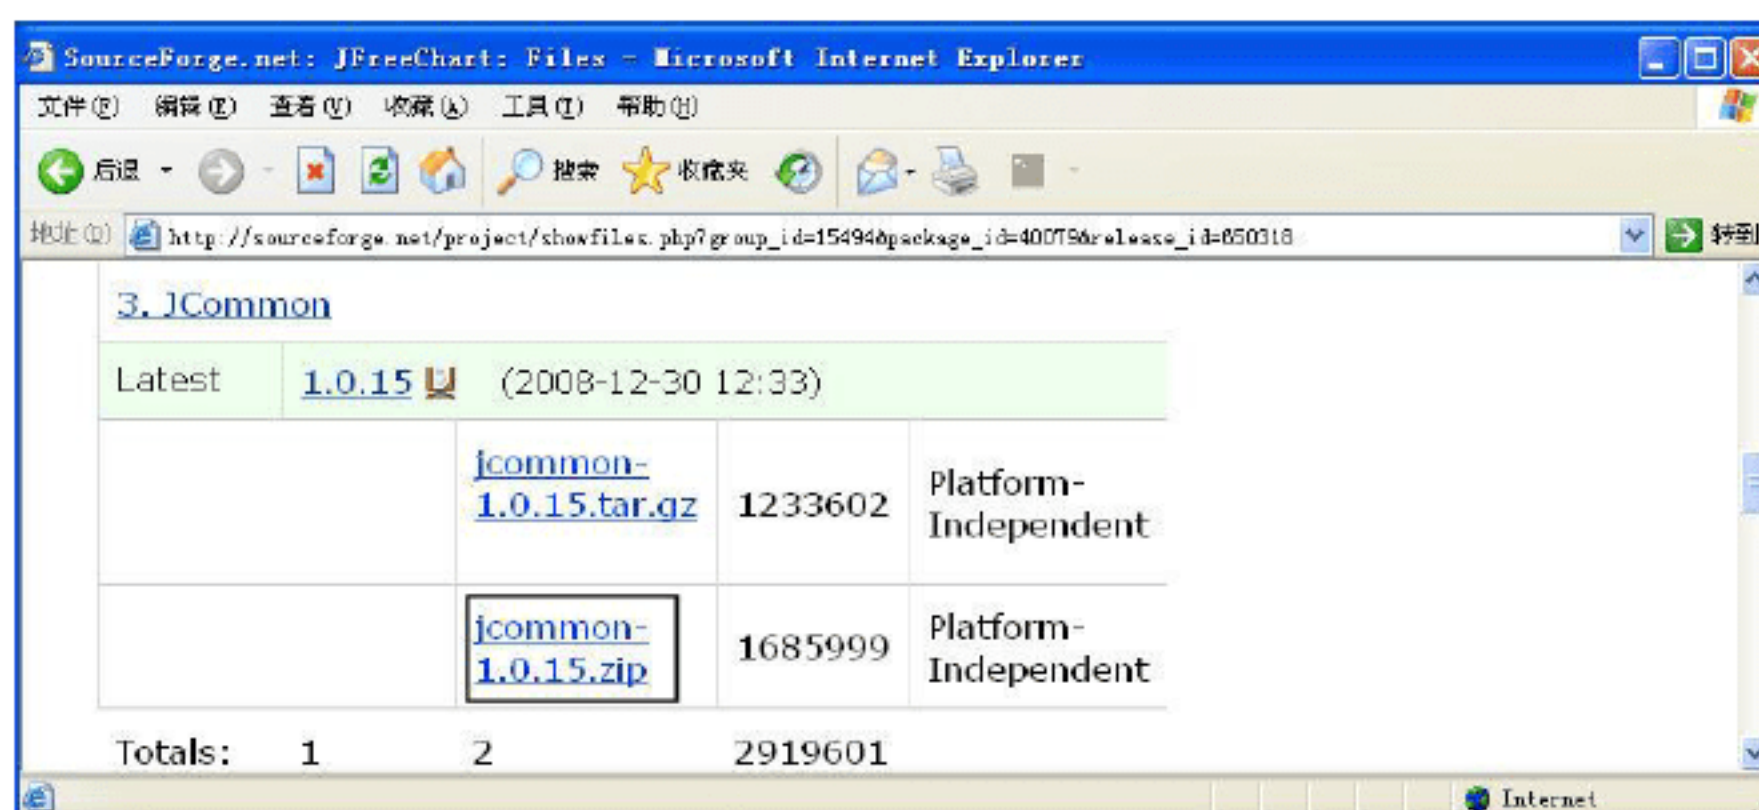 SourceForge.net: JFreeChart: Files - Microsoft Internet Explorer
文件(F) 编辑(E) 查看(V) 收藏(A) 工具(T) 帮助(H)
后退 搜索 收藏夹
地址(D) http://sourceforge.net/project/showfiles.php?group_id=15494&package_id=40079&release_id=650318 转到
3. JCommon
Latest 1.0.15 (2008-12-30 12:33)
jcommon-
1.0.15.tar.gz 1233602 Platform-
Independent
jcommon-
1.0.15.zip 1685999 Platform-
Independent
Totals: 1 2 2919601
Internet